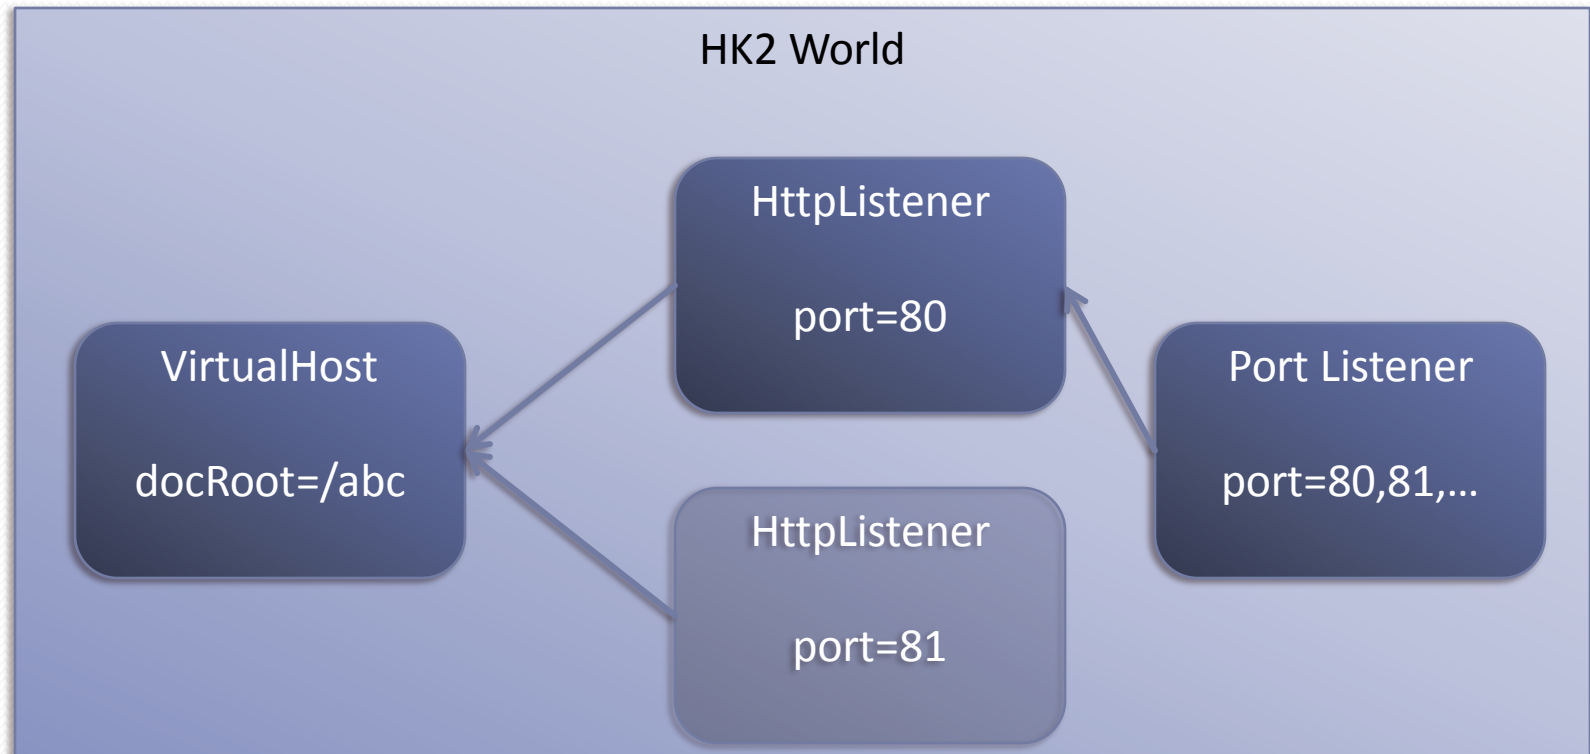 HK2 World
HttpListener
port=80
VirtualHost
docRoot=/abc
Port Listener
port=80,81,…
HttpListener
port=81